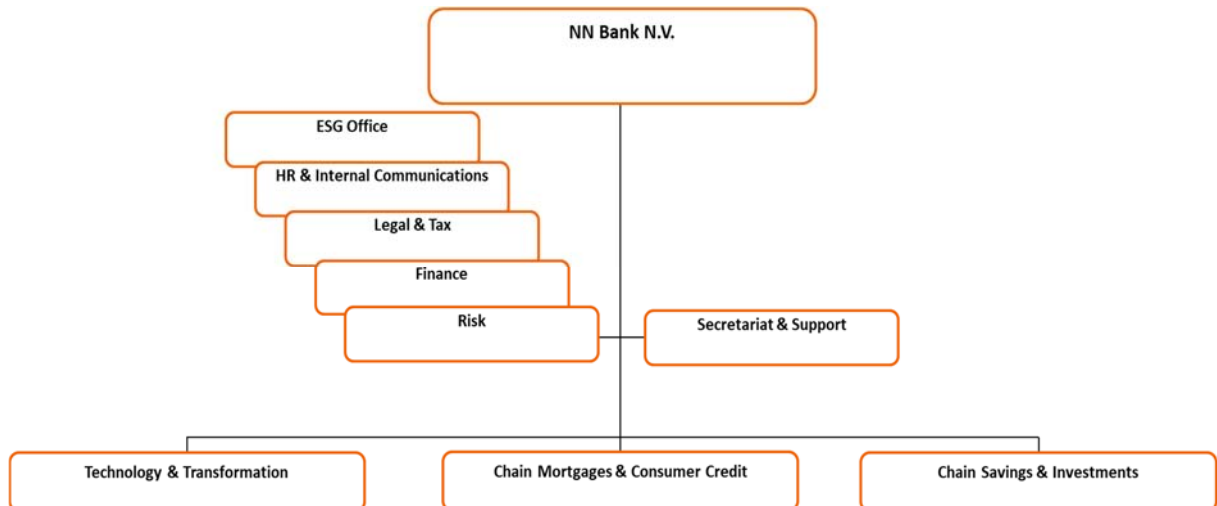 NN Bank N.V.
ESG Office
HR & Internal Communications
Legal & Tax
Finance
Risk
Secretariat & Support
Technology & Transformation
Chain Mortgages & Consumer Credit
Chain Savings & Investments